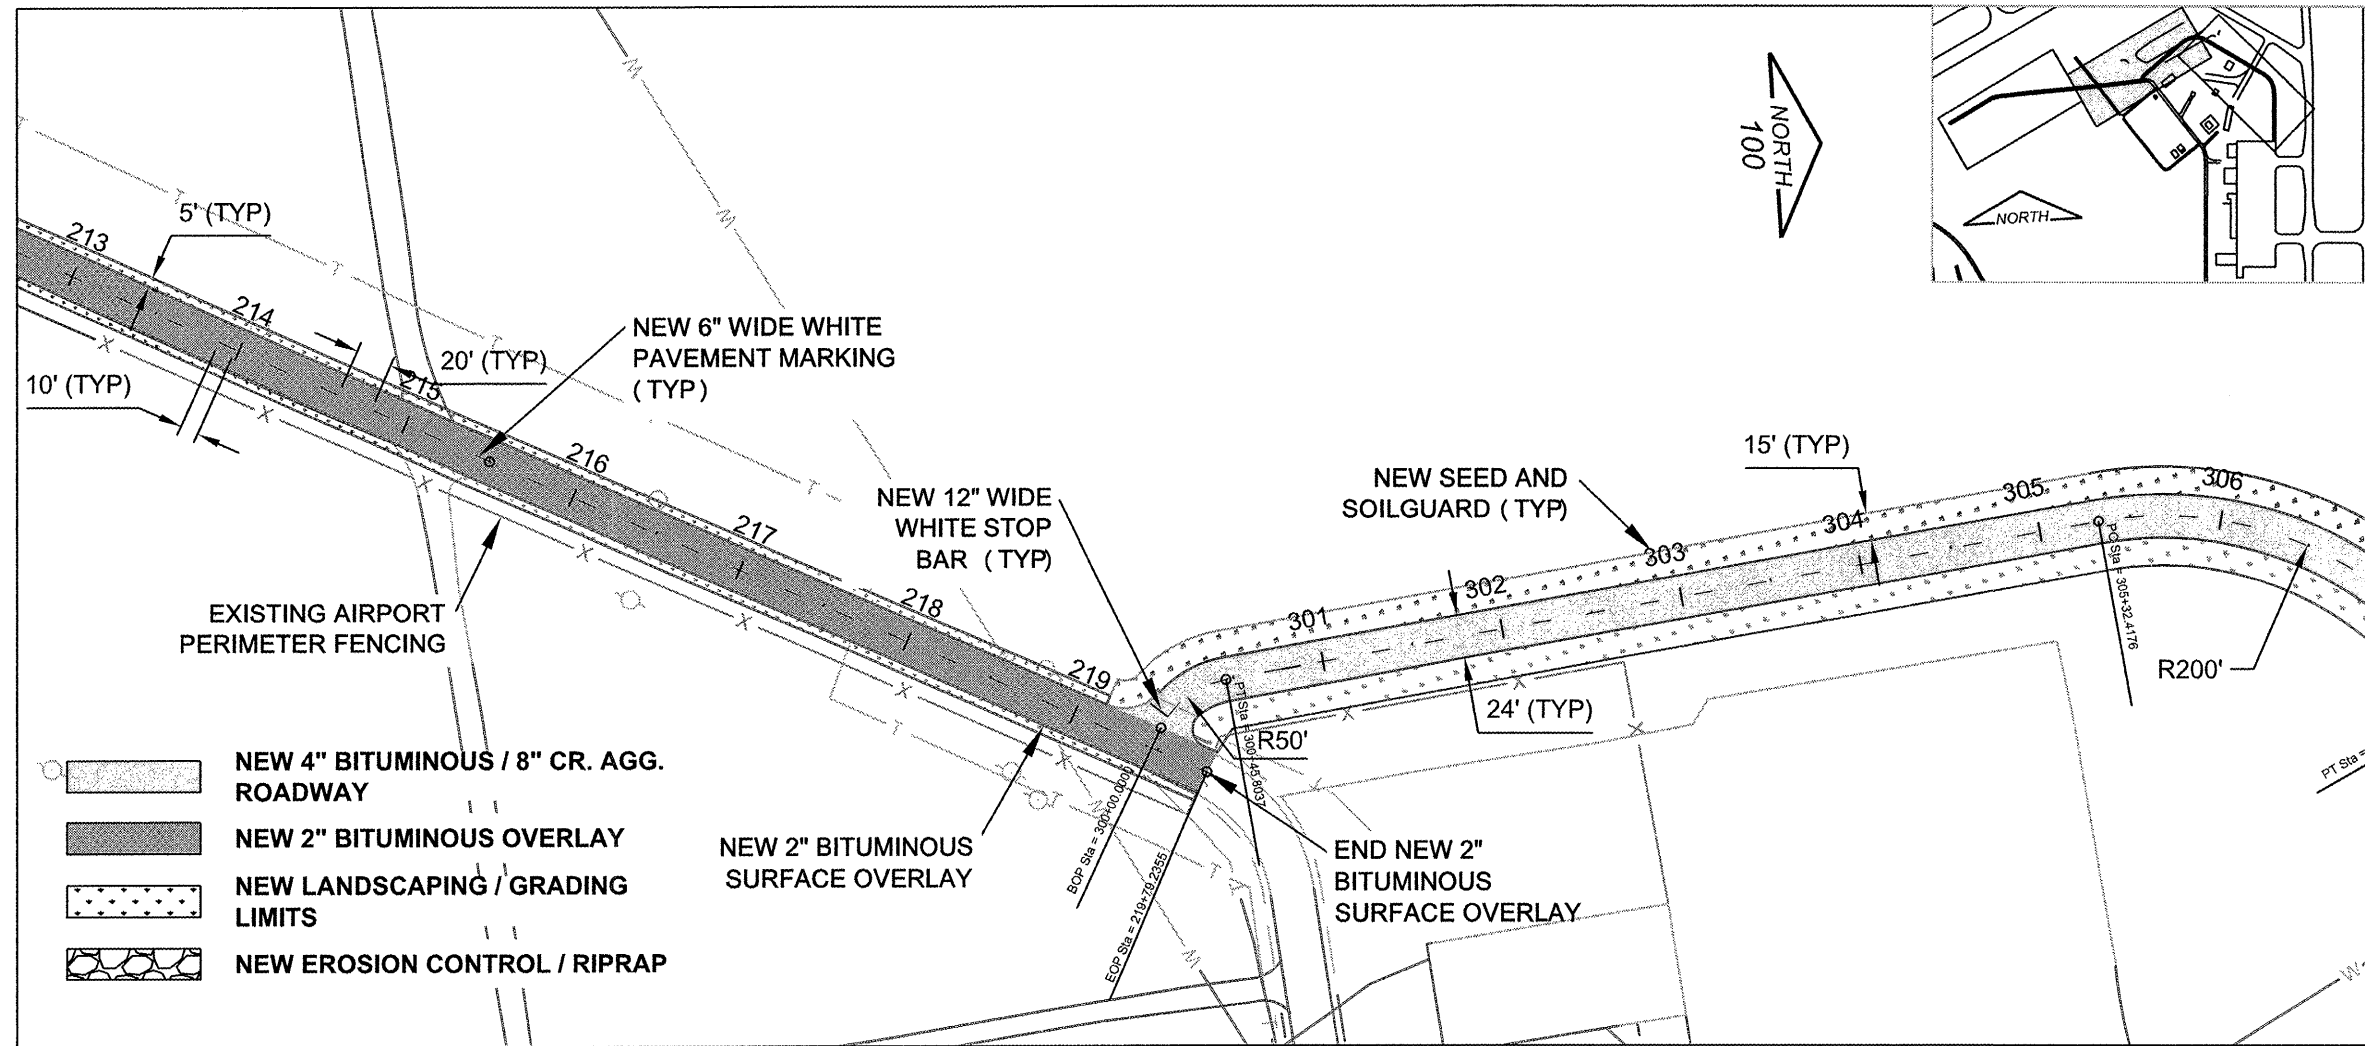 213
5' (TYP)
214
10' (TYP)
215
20' (TYP)
NEW 6" WIDE WHITE
PAVEMENT MARKING
(TYP)
216
217
218
219
NEW 12" WIDE
WHITE STOP
BAR (TYP)
EXISTING AIRPORT
PERIMETER FENCING
NORTH
100
NORTH
NEW SEED AND
SOILGUARD (TYP)
15' (TYP)
301
302
303
304
305
306
PC Sta = 305+32.4176
R200'
24' (TYP)
R50'
PT Sta = 300+45.8037
PT Sta =
BOP Sta = 300+00.0000
EOP Sta = 219+79.2355
NEW 2" BITUMINOUS
SURFACE OVERLAY
END NEW 2"
BITUMINOUS
SURFACE OVERLAY
NEW 4" BITUMINOUS / 8" CR. AGG.
ROADWAY
NEW 2" BITUMINOUS OVERLAY
NEW LANDSCAPING / GRADING
LIMITS
NEW EROSION CONTROL / RIPRAP